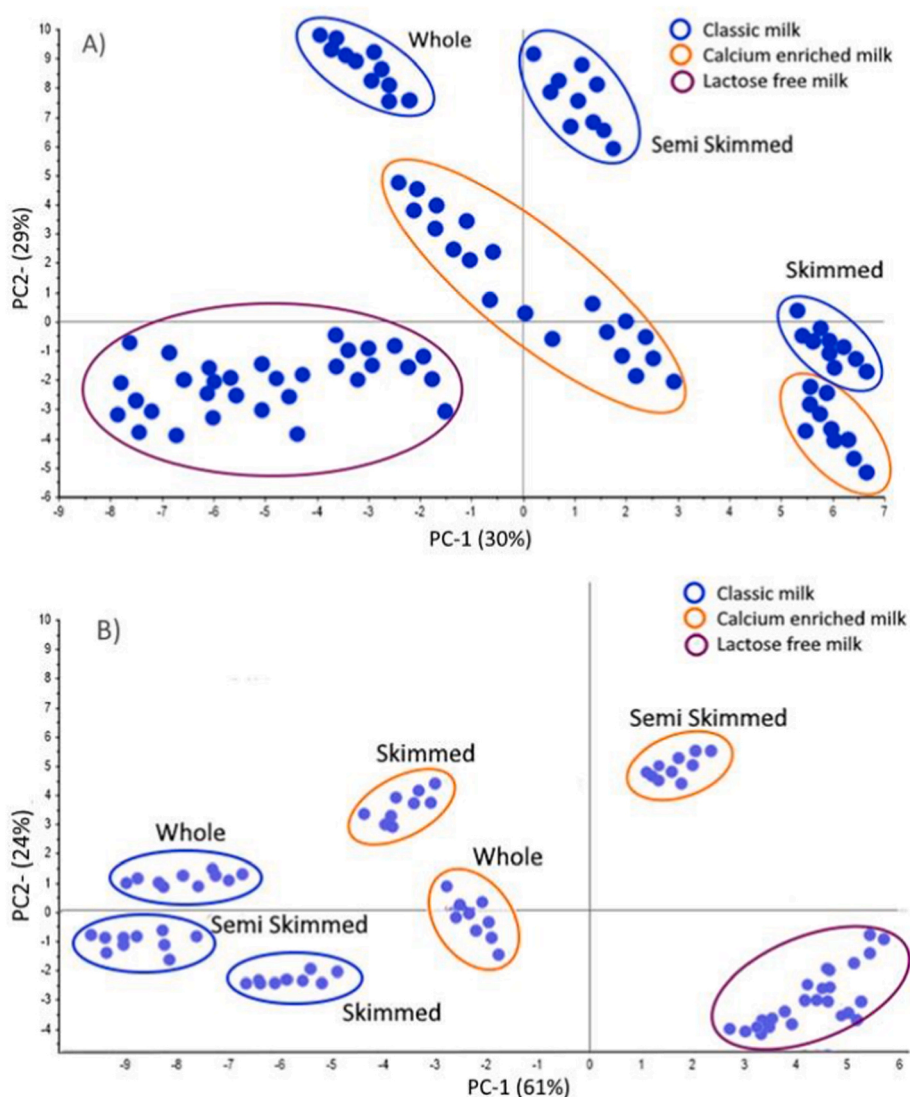 A)
Whole
Classic milk
Calcium enriched milk
Lactose free milk
Semi Skimmed
Skimmed
PC2- (29%)
10
9
8
7
6
5
4
3
2
1
0
-1
-2
-3
-4
-5
-6
-9 -8 -7 -6 -5 -4 -3 -2 -1 0 1 2 3 4 5 6 7
PC-1 (30%)
B)
Classic milk
Calcium enriched milk
Lactose free milk
Semi Skimmed
Skimmed
Whole
Whole
Semi Skimmed
Skimmed
PC2- (24%)
10
9
8
7
6
5
4
3
2
1
0
-1
-2
-3
-4
-9 -8 -7 -6 -5 -4 -3 -2 -1 0 1 2 3 4 5 6
PC-1 (61%)